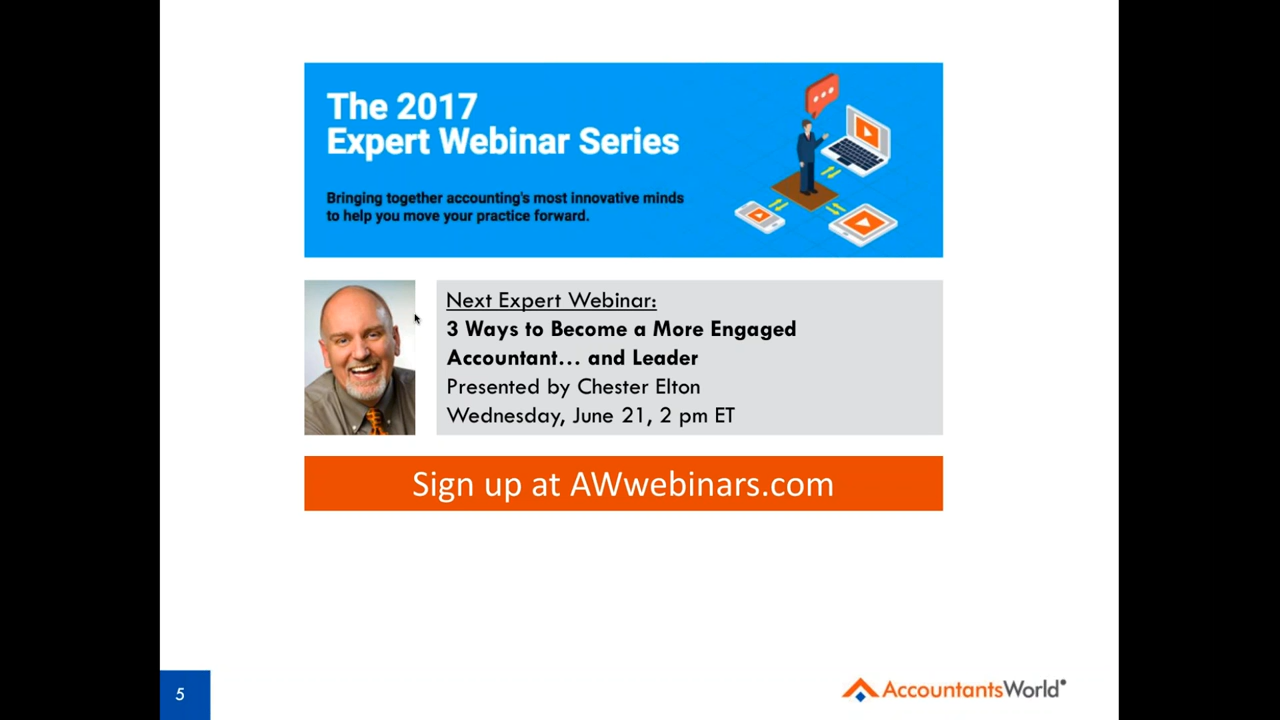 The 2017
Expert Webinar Series
Bringing together accounting's most innovative minds
to help you move your practice forward.
Next Expert Webinar:
3 Ways to Become a More Engaged
Accountant... and Leader
Presented by Chester Elton
Wednesday, June 21, 2 pm ET
Sign up at AWwebinars.com
5
AccountantsWorld